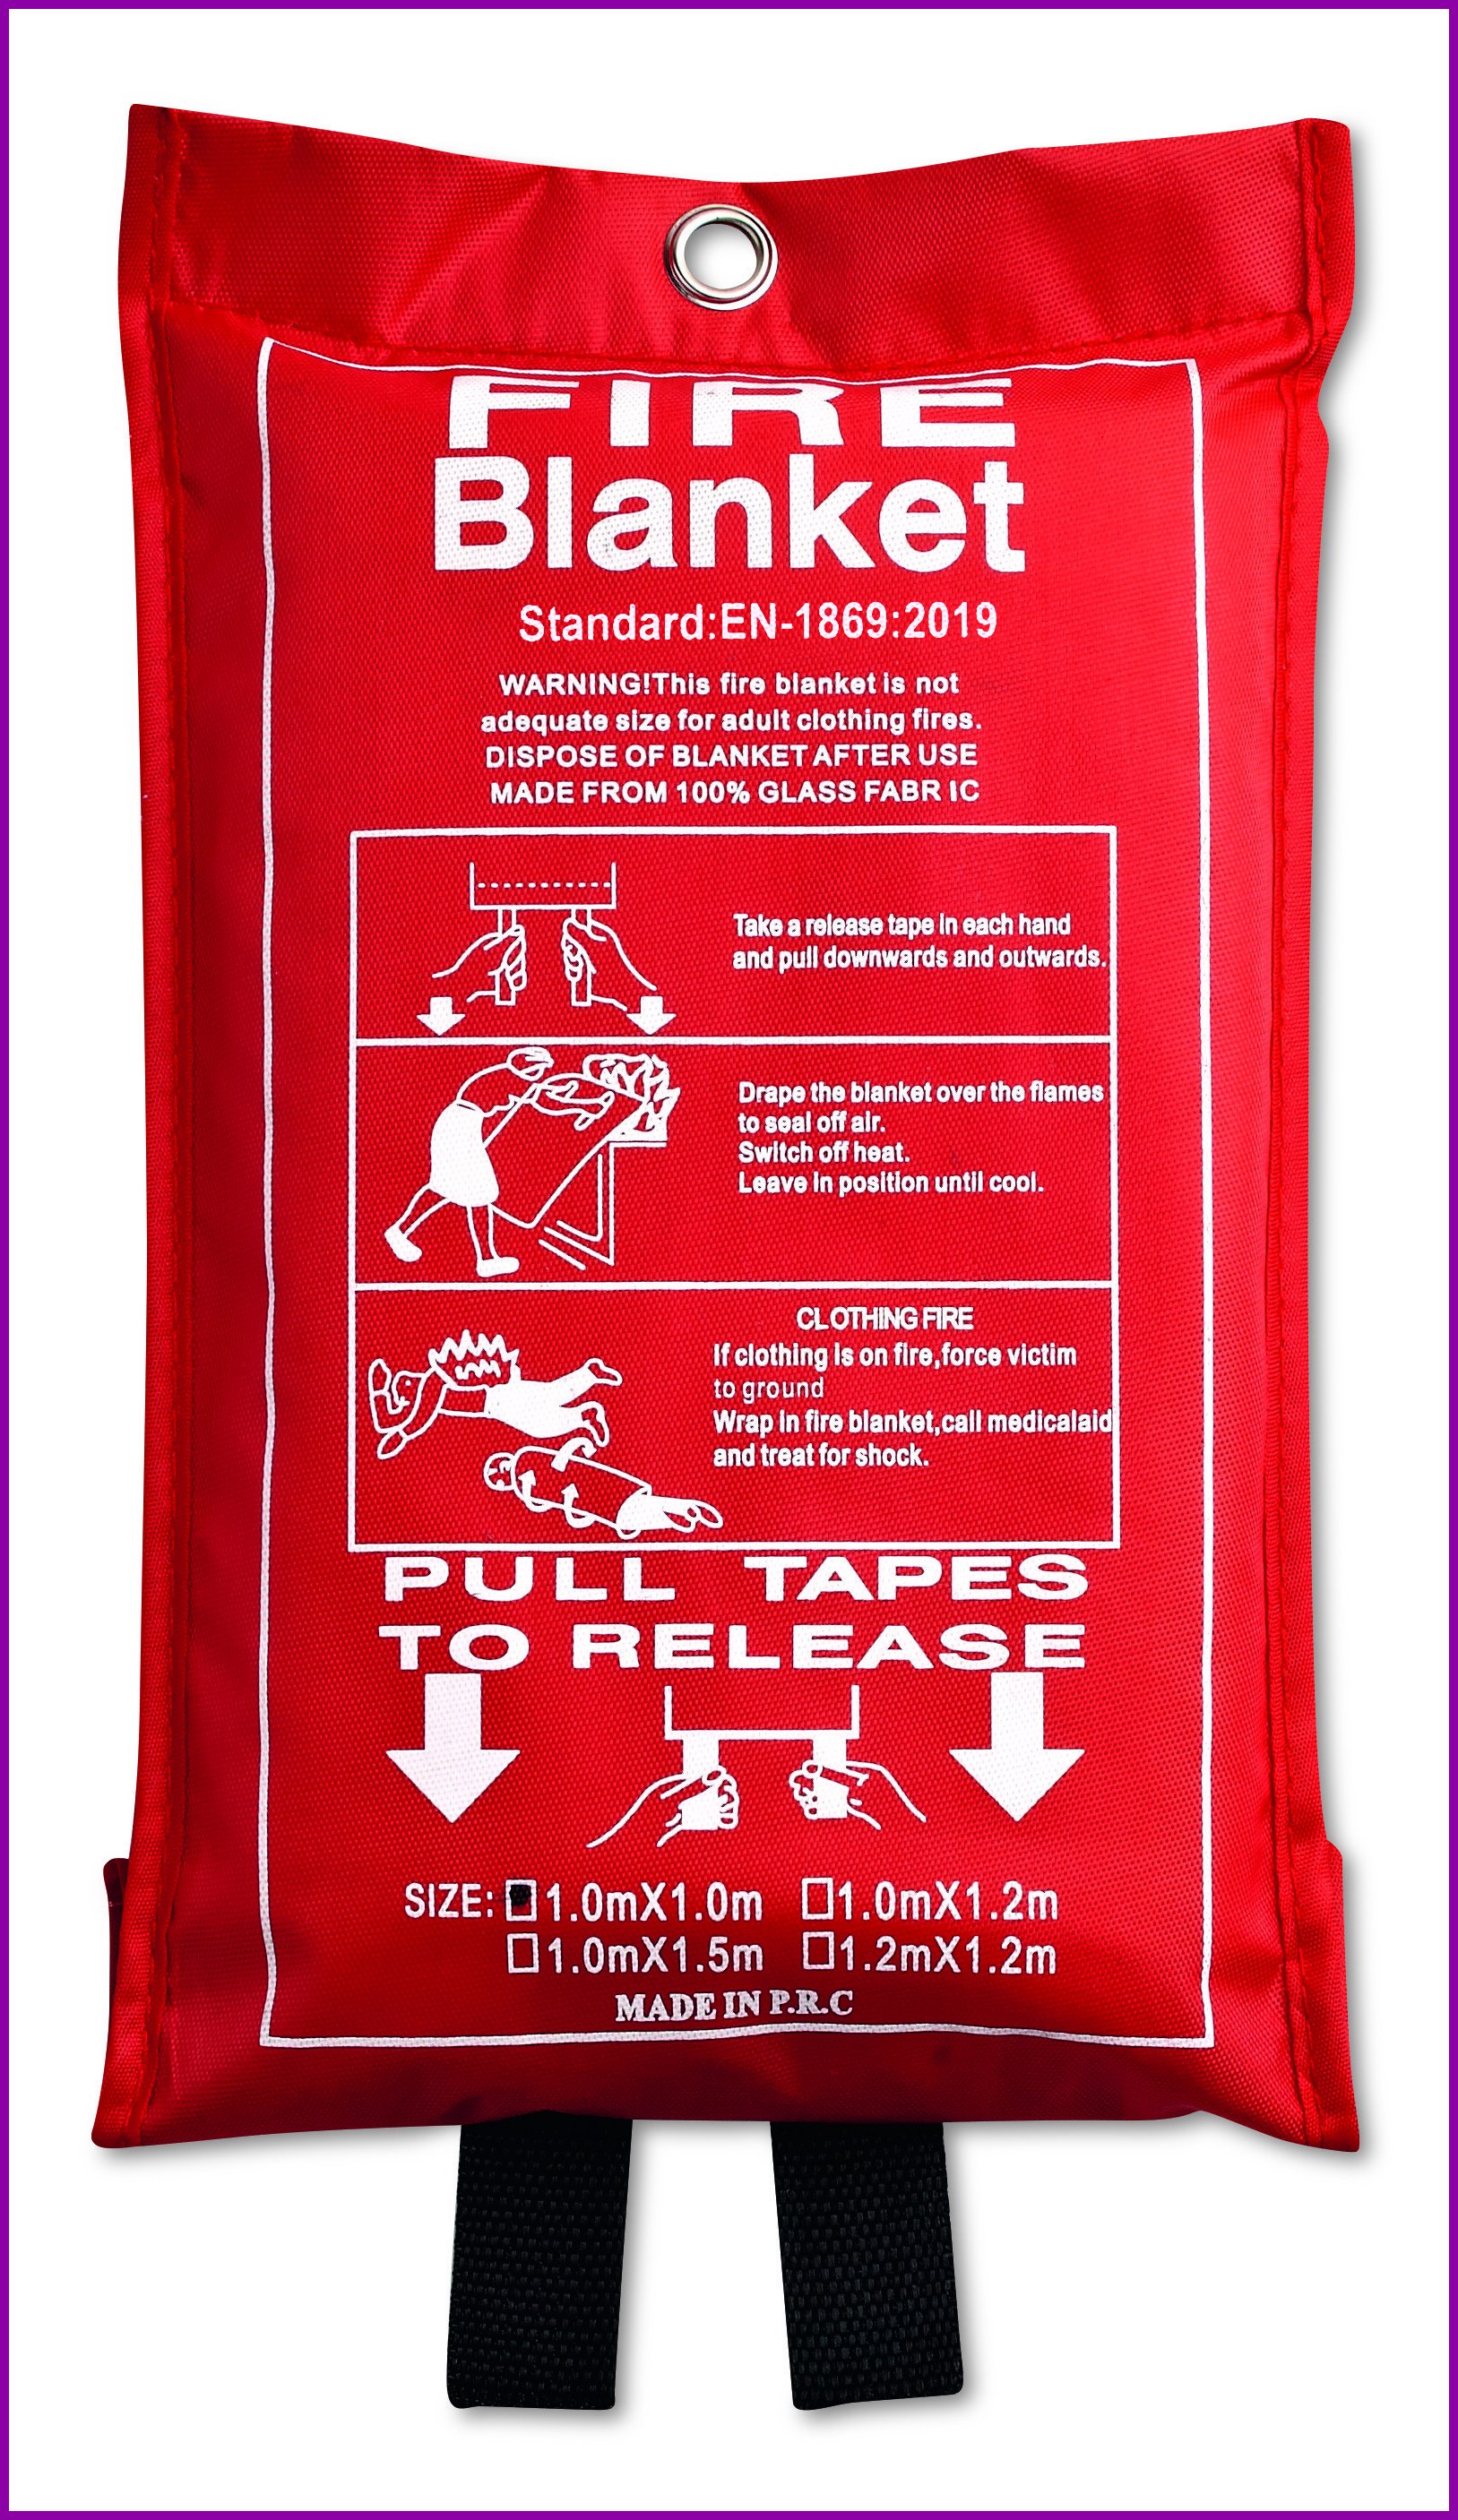 FIRE
Blanket
Standard:EN-1869:2019
WARNING!This fire blanket is not
adequate size for adult clothing fires.
DISPOSE OF BLANKET AFTER USE
MADE FROM 100% GLASS FABR IC
Take a release tape in each hand
and pull downwards and outwards.
Drape the blanket over the flames
to seal off air.
Switch off heat.
Leave in position until cool.
CLOTHING FIRE
If clothing is on fire,force victim
to ground
Wrap in fire blanket,call medicalaid
and treat for shock.
PULL TAPES
TO RELEASE
SIZE: 1.0mX1.0m 1.0mX1.2m
1.0mX1.5m 1.2mX1.2m
MADE IN P.R.C